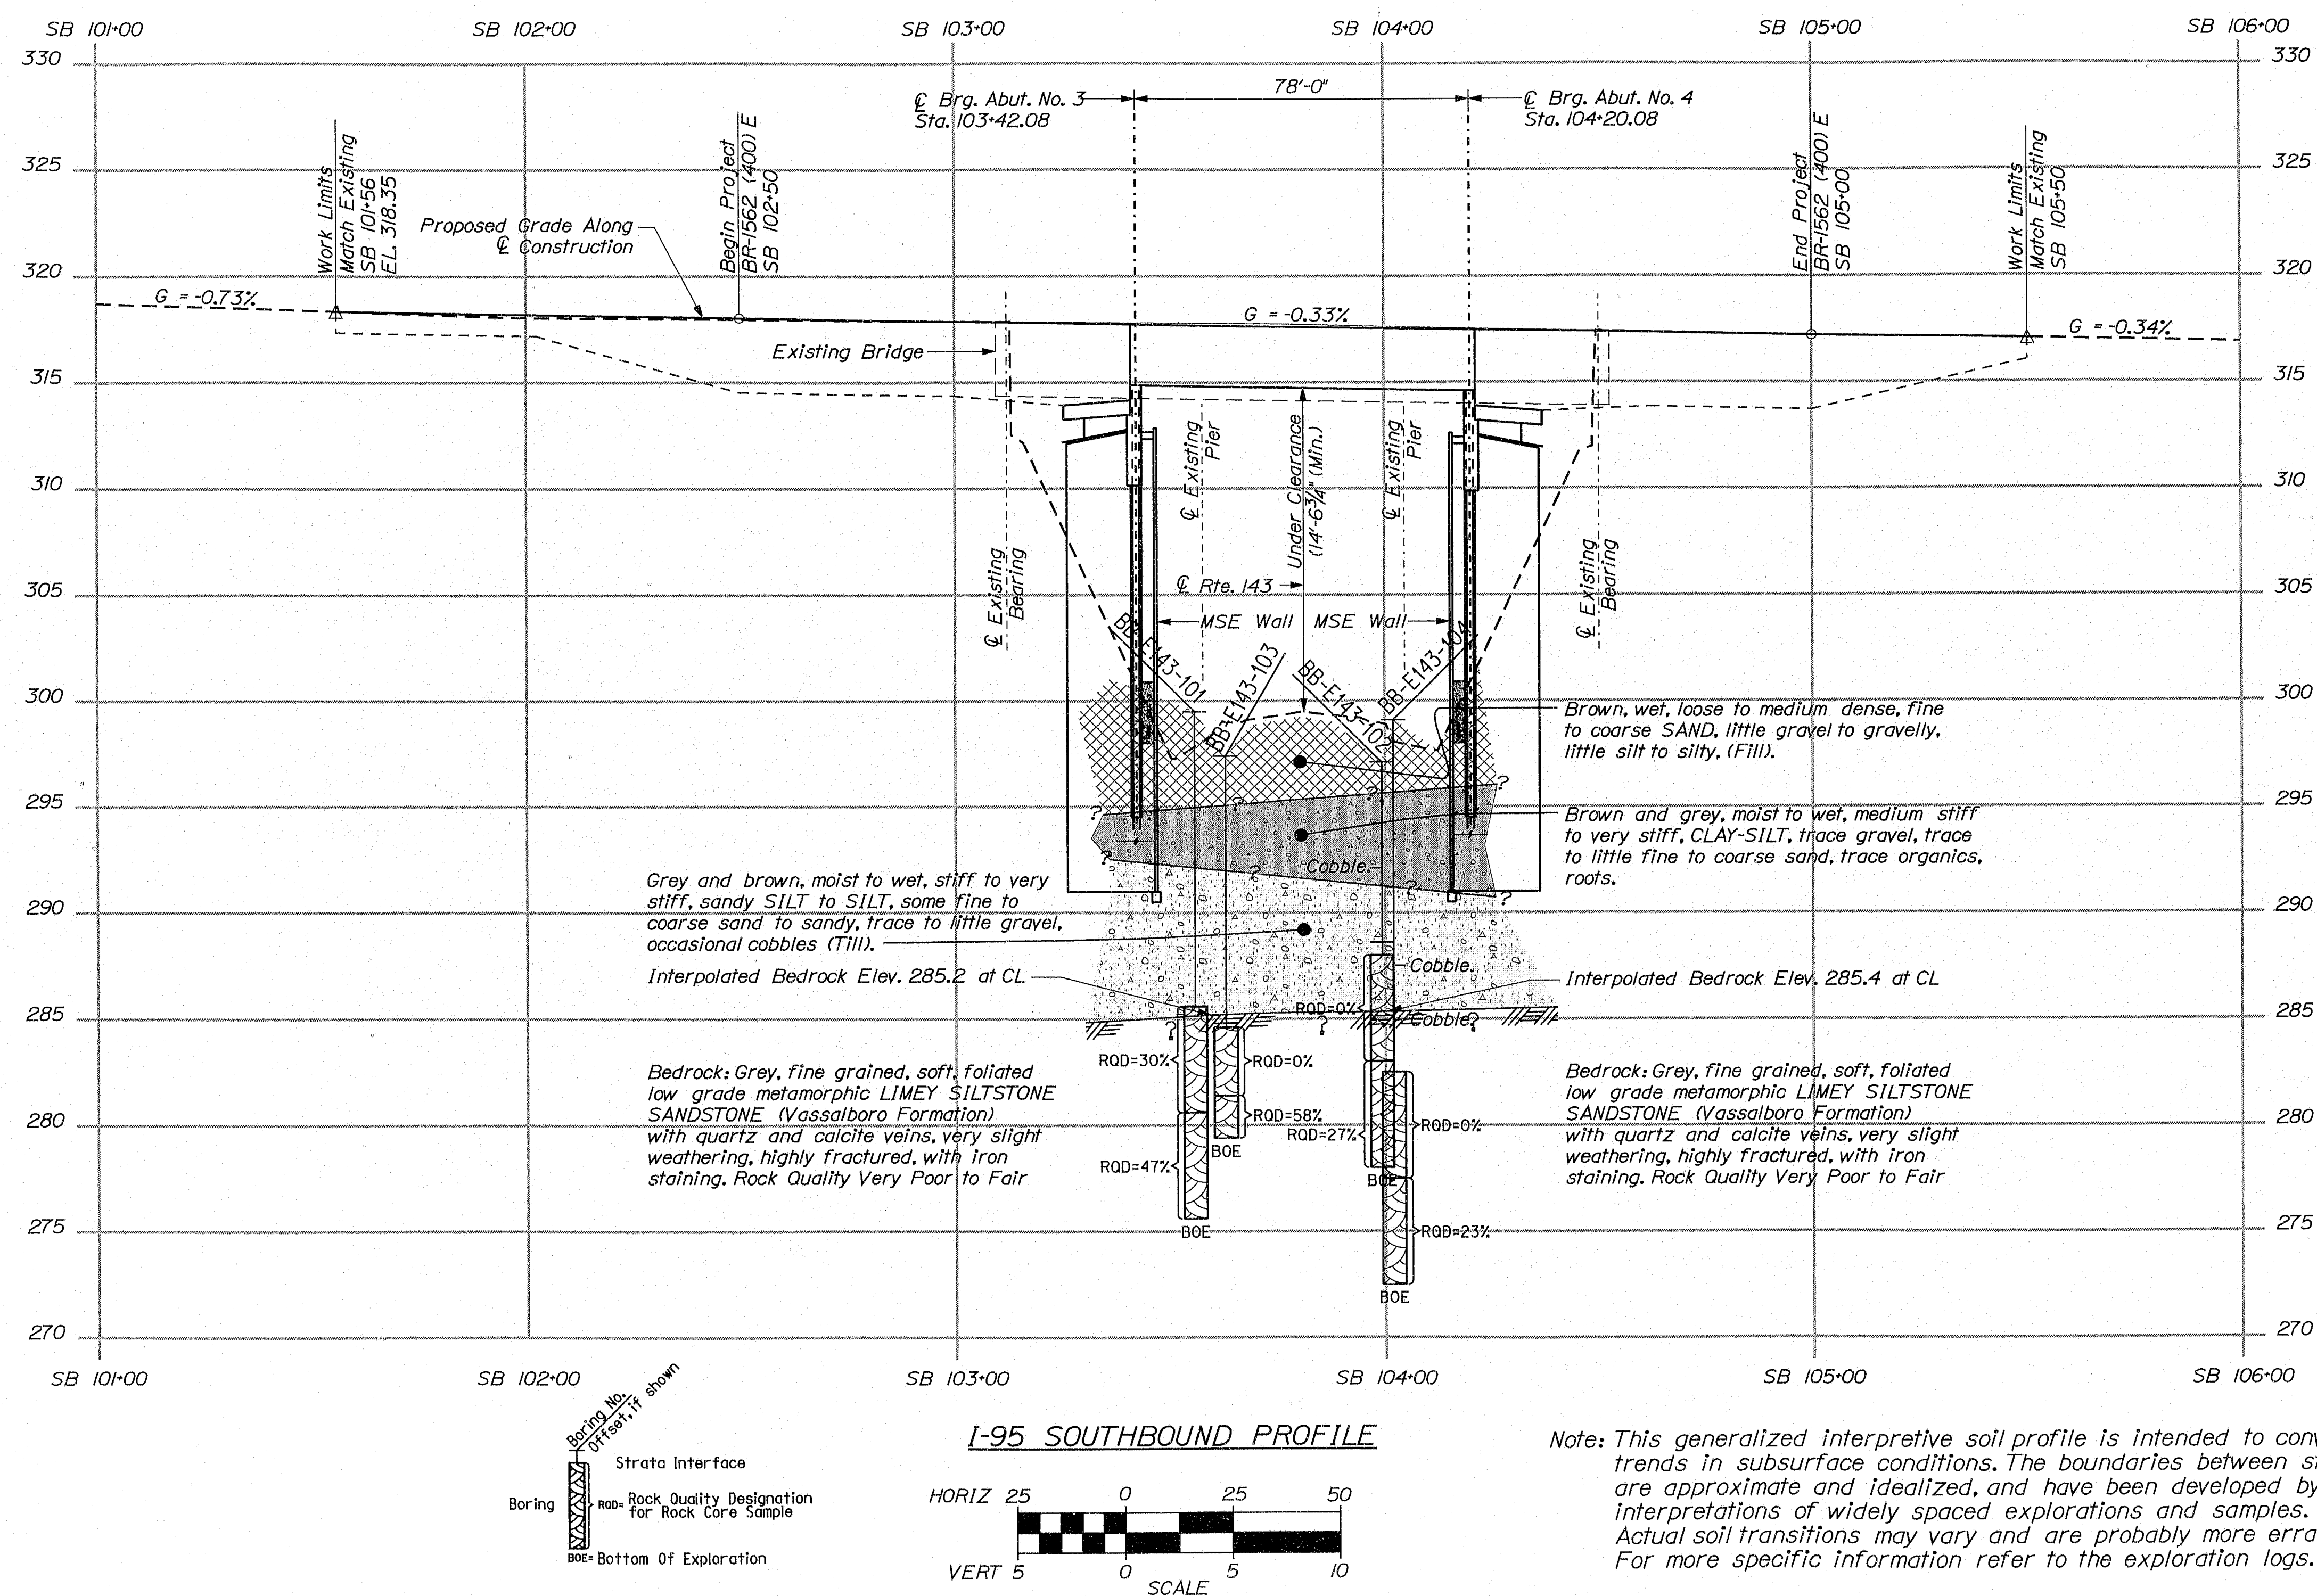 SB 101+00
SB 102+00
SB 103+00
SB 104+00
SB 105+00
SB 106+00
330
330
78'-0"
℄ Brg. Abut. No. 3
Sta. 103+42.08
℄ Brg. Abut. No. 4
Sta. 104+20.08
325
325
Work Limits
Match Existing
SB 101+56
EL. 318.35
Begin Project
BR-1562 (400) E
SB 102+50
End Project
BR-1562 (400) E
SB 105+00
Work Limits
Match Existing
SB 105+50
Proposed Grade Along
℄ Construction
320
320
G = -0.73%
G = -0.33%
G = -0.34%
Existing Bridge
315
315
℄ Existing
Pier
Under Clearance
(14'-6¾" (Min.)
℄ Existing
Pier
310
310
℄ Existing
Bearing
℄ Existing
Bearing
℄ Rte. 143
305
305
MSE Wall
MSE Wall
BB-E143-101
BB-E143-103
BB-E143-102
BB-E143-104
300
300
Brown, wet, loose to medium dense, fine
to coarse SAND, little gravel to gravelly,
little silt to silty, (Fill).
295
295
? ? ? ?
Brown and grey, moist to wet, medium stiff
to very stiff, CLAY-SILT, trace gravel, trace
to little fine to coarse sand, trace organics,
roots.
Cobble.
? ? ? ?
Grey and brown, moist to wet, stiff to very
stiff, sandy SILT to SILT, some fine to
coarse sand to sandy, trace to little gravel,
occasional cobbles (Till).
290
290
Cobble.
Interpolated Bedrock Elev. 285.2 at CL
Interpolated Bedrock Elev. 285.4 at CL
RQD=0%
Cobble.
285
285
? ? ?
RQD=30%
RQD=0%
Bedrock: Grey, fine grained, soft, foliated
low grade metamorphic LIMEY SILTSTONE
SANDSTONE (Vassalboro Formation)
with quartz and calcite veins, very slight
weathering, highly fractured, with iron
staining. Rock Quality Very Poor to Fair
Bedrock: Grey, fine grained, soft, foliated
low grade metamorphic LIMEY SILTSTONE
SANDSTONE (Vassalboro Formation)
with quartz and calcite veins, very slight
weathering, highly fractured, with iron
staining. Rock Quality Very Poor to Fair
280
280
RQD=58%
RQD=27%
RQD=0%
BOE
RQD=47%
BOE
275
275
BOE
RQD=23%
BOE
270
270
SB 101+00
SB 102+00
SB 103+00
SB 104+00
SB 105+00
SB 106+00
Boring No.
Offset, if shown
Strata Interface
Boring
RQD= Rock Quality Designation
for Rock Core Sample
BOE= Bottom Of Exploration
I-95 SOUTHBOUND PROFILE
HORIZ 25 0 25 50
VERT 5 0 5 10
SCALE
Note: This generalized interpretive soil profile is intended to
trends in subsurface conditions. The boundaries between
are approximate and idealized, and have been developed by
interpretations of widely spaced explorations and samples.
Actual soil transitions may vary and are probably more
For more specific information refer to the exploration logs.